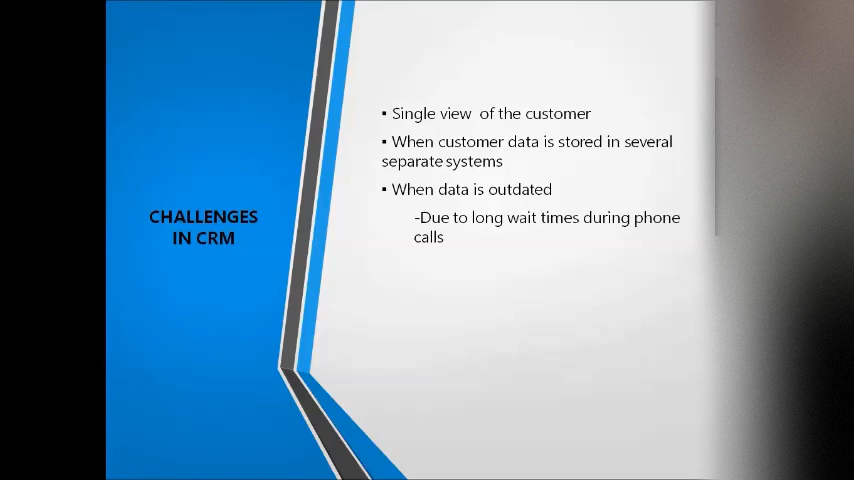 CHALLENGES
IN CRM
▪ Single view of the customer
▪ When customer data is stored in several
separate systems
▪ When data is outdated
-Due to long wait times during phone
calls